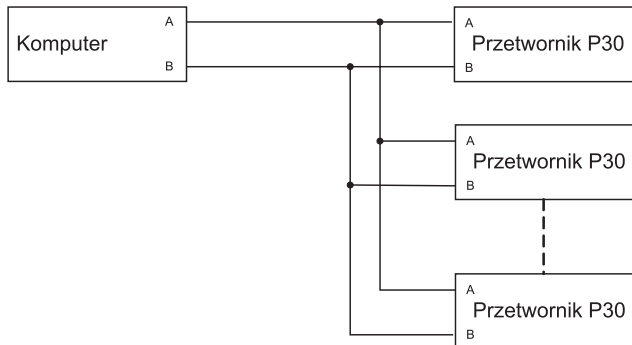 A A
Komputer Przetwornik P30
B B
A
Przetwornik P30
B
A
Przetwornik P30
B